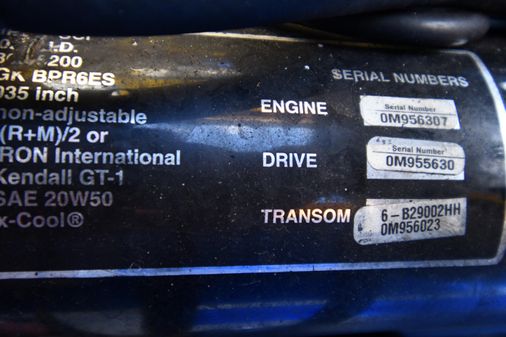 .200
GK BPR6ES
035 inch
non-adjustable
(R+M)/2 or
RON International
Kendall GT-1
SAE 20W50
x-Cool®
SERIAL NUMBERS
ENGINE
Serial Number
0M956307
DRIVE
Serial Number
0M955630
TRANSOM
6-B29002HH
0M956023